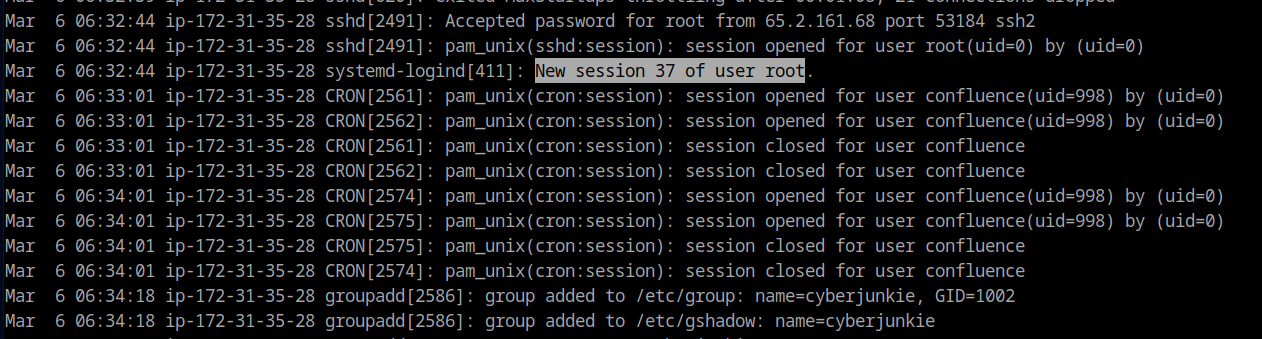 Mar  6 06:32:44 ip-172-31-35-28 sshd[2491]: Accepted password for root from 65.2.161.68 port 53184 ssh2
Mar  6 06:32:44 ip-172-31-35-28 sshd[2491]: pam_unix(sshd:session): session opened for user root(uid=0) by (uid=0)
Mar  6 06:32:44 ip-172-31-35-28 systemd-logind[411]: New session 37 of user root.
Mar  6 06:33:01 ip-172-31-35-28 CRON[2561]: pam_unix(cron:session): session opened for user confluence(uid=998) by (uid=0)
Mar  6 06:33:01 ip-172-31-35-28 CRON[2562]: pam_unix(cron:session): session opened for user confluence(uid=998) by (uid=0)
Mar  6 06:33:01 ip-172-31-35-28 CRON[2561]: pam_unix(cron:session): session closed for user confluence
Mar  6 06:33:01 ip-172-31-35-28 CRON[2562]: pam_unix(cron:session): session closed for user confluence
Mar  6 06:34:01 ip-172-31-35-28 CRON[2574]: pam_unix(cron:session): session opened for user confluence(uid=998) by (uid=0)
Mar  6 06:34:01 ip-172-31-35-28 CRON[2575]: pam_unix(cron:session): session opened for user confluence(uid=998) by (uid=0)
Mar  6 06:34:01 ip-172-31-35-28 CRON[2575]: pam_unix(cron:session): session closed for user confluence
Mar  6 06:34:01 ip-172-31-35-28 CRON[2574]: pam_unix(cron:session): session closed for user confluence
Mar  6 06:34:18 ip-172-31-35-28 groupadd[2586]: group added to /etc/group: name=cyberjunkie, GID=1002
Mar  6 06:34:18 ip-172-31-35-28 groupadd[2586]: group added to /etc/gshadow: name=cyberjunkie